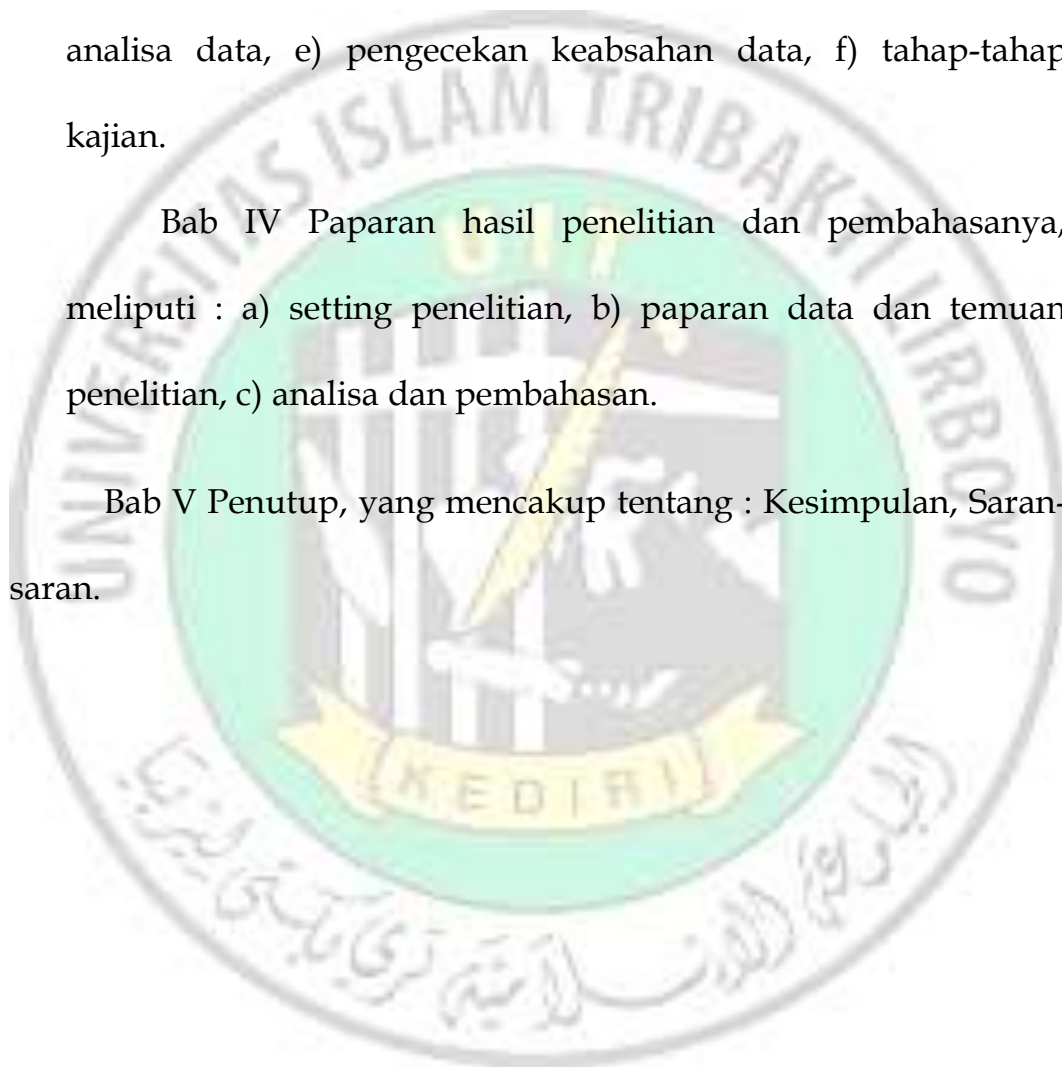 analisa data, e) pengecekan keabsahan data, f) tahap-tahap
kajian.
Bab IV Paparan hasil penelitian dan pembahasanya,
meliputi : a) setting penelitian, b) paparan data dan temuan
penelitian, c) analisa dan pembahasan.
Bab V Penutup, yang mencakup tentang : Kesimpulan, Saran-
saran.
UNIVERSITAS ISLAM TRIBAKTI LIRBOYO
UIT
KEDIRI